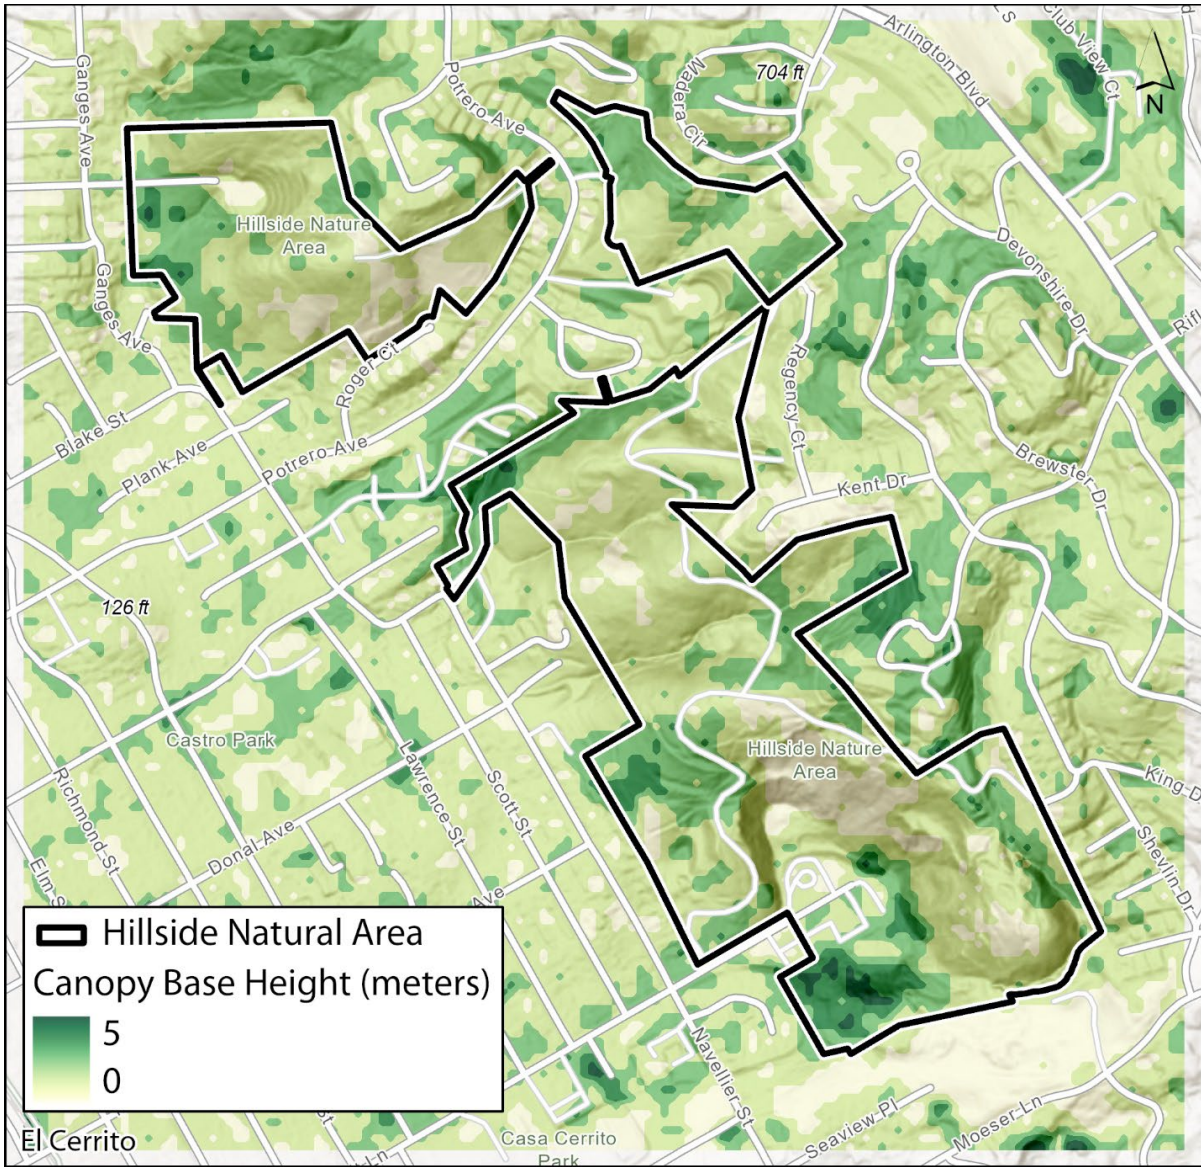 Arlington Blvd
Club View Ct
Ganges Ave
Potrero Ave
Madera Cir
704 ft
N
Hillside Nature
Area
Devonshire Dr
Ganges Ave
Roger Ct
Regency Ct
Blake St
Plank Ave
Potrero Ave
Kent Dr
Brewster Dr
126 ft
Castro Park
Hillside Nature
Area
Lawrence St
Scott St
Richmond St
Donal Ave
King D
Shevlin Dr
Elm S
Ave
Hillside Natural Area
Canopy Base Height (meters)
5
0
Navellier St
Seaview Pl
Moeser Ln
Casa Cerrito
Park
El Cerrito